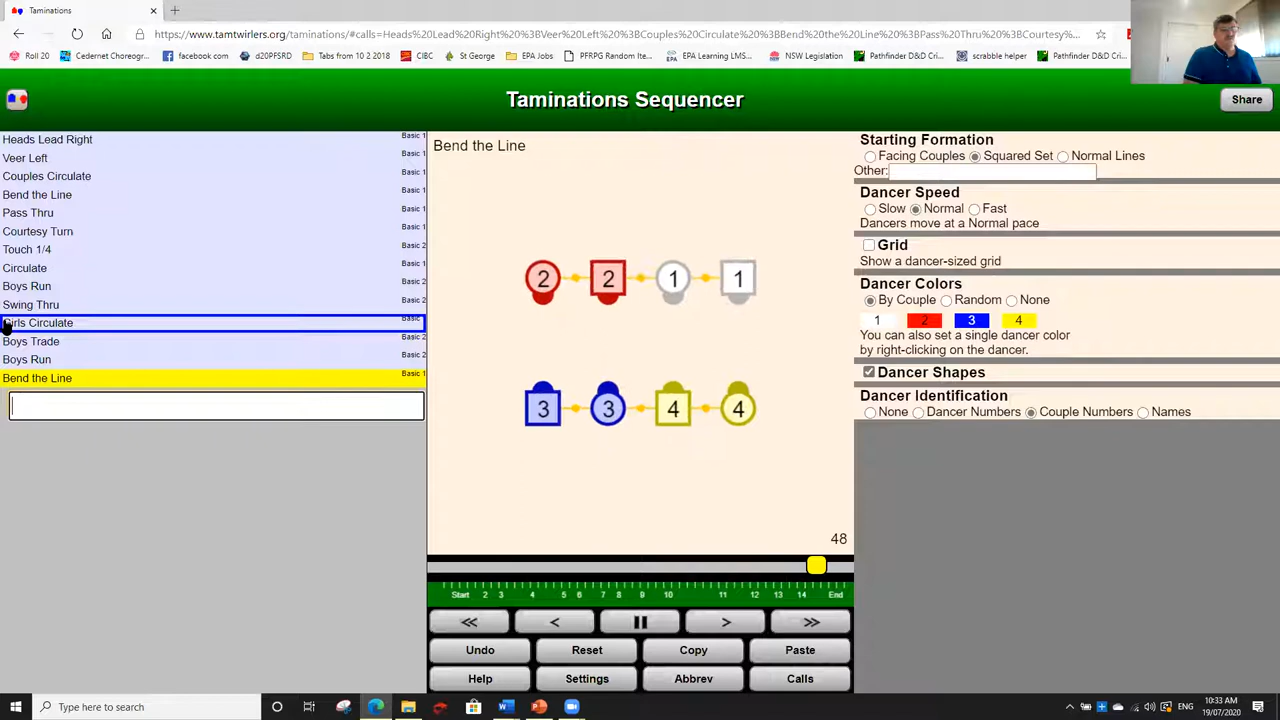 Taminations
https://www.tamtwirlers.org/taminations/#calls=Heads%20Lead%20Right%20%3BVeer%20Left%20%3BCouples%20Circulate%20%3BBend%20the%20Line%3BPass%20Thru%3BCourtesy%...
Roll 20
Cedernet Choreogr...
facebook.com
d20PFSRD
Tabs from 10 2 2018
CIBC
St George
EPA Jobs
PFRPG Random Ite...
EPA Learning LMS...
NSW Legislation
Pathfinder D&D Cri...
scrabble helper
Pathfinder D&D Cri...
Taminations Sequencer
Share
Heads Lead Right Basic 1
Veer Left Basic 1
Couples Circulate Basic 1
Bend the Line Basic 1
Pass Thru Basic 1
Courtesy Turn Basic 1
Touch 1/4 Basic 2
Circulate Basic 2
Boys Run Basic 2
Swing Thru Basic 2
Girls Circulate Basic
Boys Trade Basic 2
Boys Run Basic 2
Bend the Line Basic 1
Bend the Line
2 2 1 1
3 3 4 4
48
Start 2 3 4 5 6 7 8 9 10 11 12 13 14 End
<< < > >>
Undo Reset Copy Paste
Help Settings Abbrev Calls
Starting Formation
Facing Couples Squared Set Normal Lines
Other:
Dancer Speed
Slow Normal Fast
Dancers move at a Normal pace
Grid
Show a dancer-sized grid
Dancer Colors
By Couple Random None
1 2 3 4
You can also set a single dancer color
by right-clicking on the dancer.
Dancer Shapes
Dancer Identification
None Dancer Numbers Couple Numbers Names
Type here to search
10:33 AM
19/07/2020